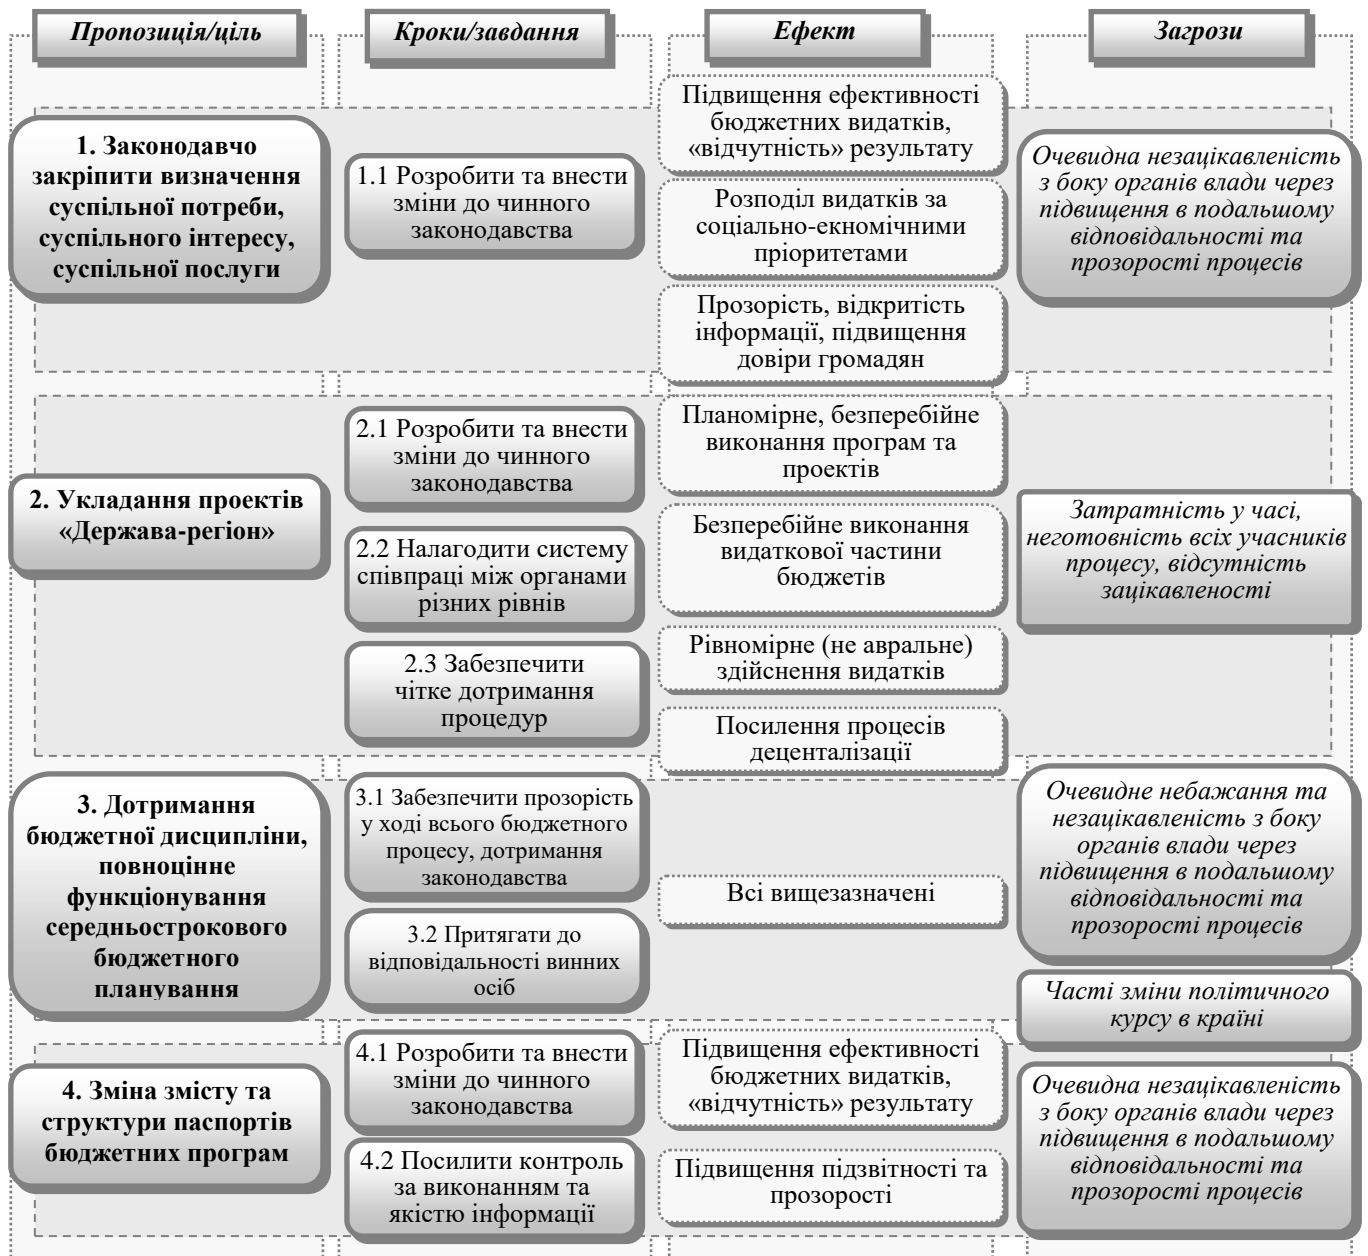 Пропозиція/ціль
Кроки/завдання
Ефект
Загрози
1. Законодавчо
закріпити визначення
суспільної потреби,
суспільного інтересу,
суспільної послуги
1.1 Розробити та внести
зміни до чинного
законодавства
Підвищення ефективності
бюджетних видатків,
«відчутність» результату
Розподіл видатків за
соціально-екномічними
пріоритетами
Прозорість, відкритість
інформації, підвищення
довіри громадян
Очевидна незацікавленість
з боку органів влади через
підвищення в подальшому
відповідальності та
прозорості процесів
2. Укладання проектів
«Держава-регіон»
2.1 Розробити та внести
зміни до чинного
законодавства
2.2 Налагодити систему
співпраці між органами
різних рівнів
2.3 Забезпечити
чітке дотримання
процедур
Планомірне, безперебійне
виконання програм та
проектів
Безперебійне виконання
видаткової частини
бюджетів
Рівномірне (не авральне)
здійснення видатків
Посилення процесів
децентралізації
Затратність у часі,
неготовність всіх учасників
процесу, відсутність
зацікавленості
3. Дотримання
бюджетної дисципліни,
повноцінне
функціонування
середньострокового
бюджетного
планування
3.1 Забезпечити прозорість
у ході всього бюджетного
процесу, дотримання
законодавства
3.2 Притягати до
відповідальності винних
осіб
Всі вищезазначені
Очевидне небажання та
незацікавленість з боку
органів влади через
підвищення в подальшому
відповідальності та
прозорості процесів
Часті зміни політичного
курсу в країні
4. Зміна змісту та
структури паспортів
бюджетних програм
4.1 Розробити та внести
зміни до чинного
законодавства
4.2 Посилити контроль
за виконанням та
якістю інформації
Підвищення ефективності
бюджетних видатків,
«відчутність» результату
Підвищення підзвітності та
прозорості
Очевидна незацікавленість
з боку органів влади через
підвищення в подальшому
відповідальності та
прозорості процесів